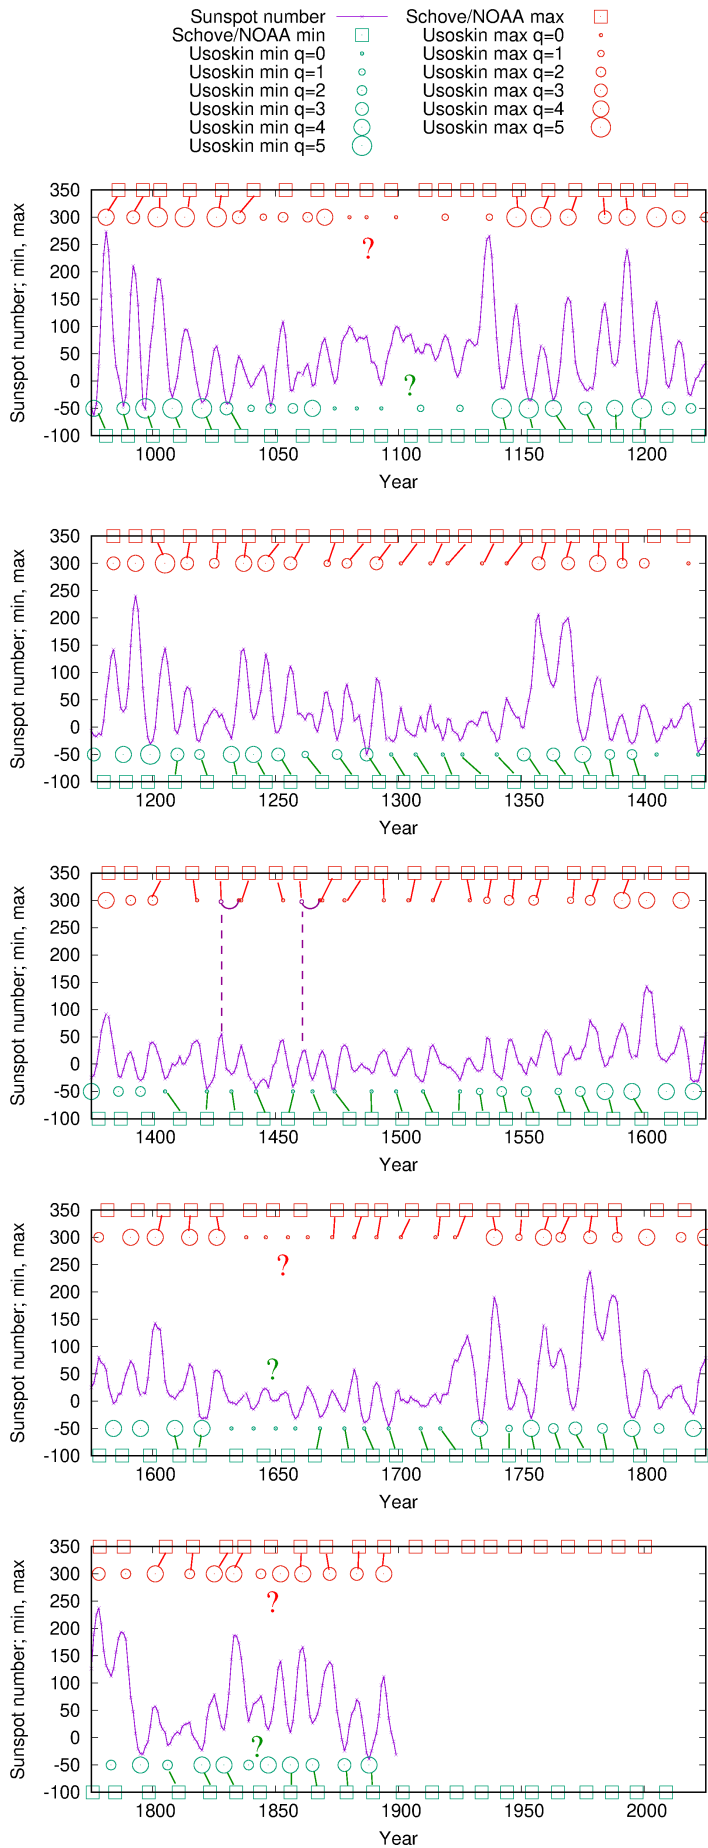 Sunspot number
Schove/NOAA max
Schove/NOAA min
Usoskin max q=0
Usoskin min q=0
Usoskin max q=1
Usoskin min q=1
Usoskin max q=2
Usoskin min q=2
Usoskin max q=3
Usoskin min q=3
Usoskin max q=4
Usoskin min q=4
Usoskin max q=5
Usoskin min q=5
Sunspot number; min, max
350
300
250
200
150
100
50
0
-50
-100
?
?
1000 1050 1100 1150 1200
Year
Sunspot number; min, max
350
300
250
200
150
100
50
0
-50
-100
1200 1250 1300 1350 1400
Year
Sunspot number; min, max
350
300
250
200
150
100
50
0
-50
-100
1400 1450 1500 1550 1600
Year
Sunspot number; min, max
350
300
250
200
150
100
50
0
-50
-100
?
?
1600 1650 1700 1750 1800
Year
Sunspot number; min, max
350
300
250
200
150
100
50
0
-50
-100
?
?
1800 1850 1900 1950 2000
Year